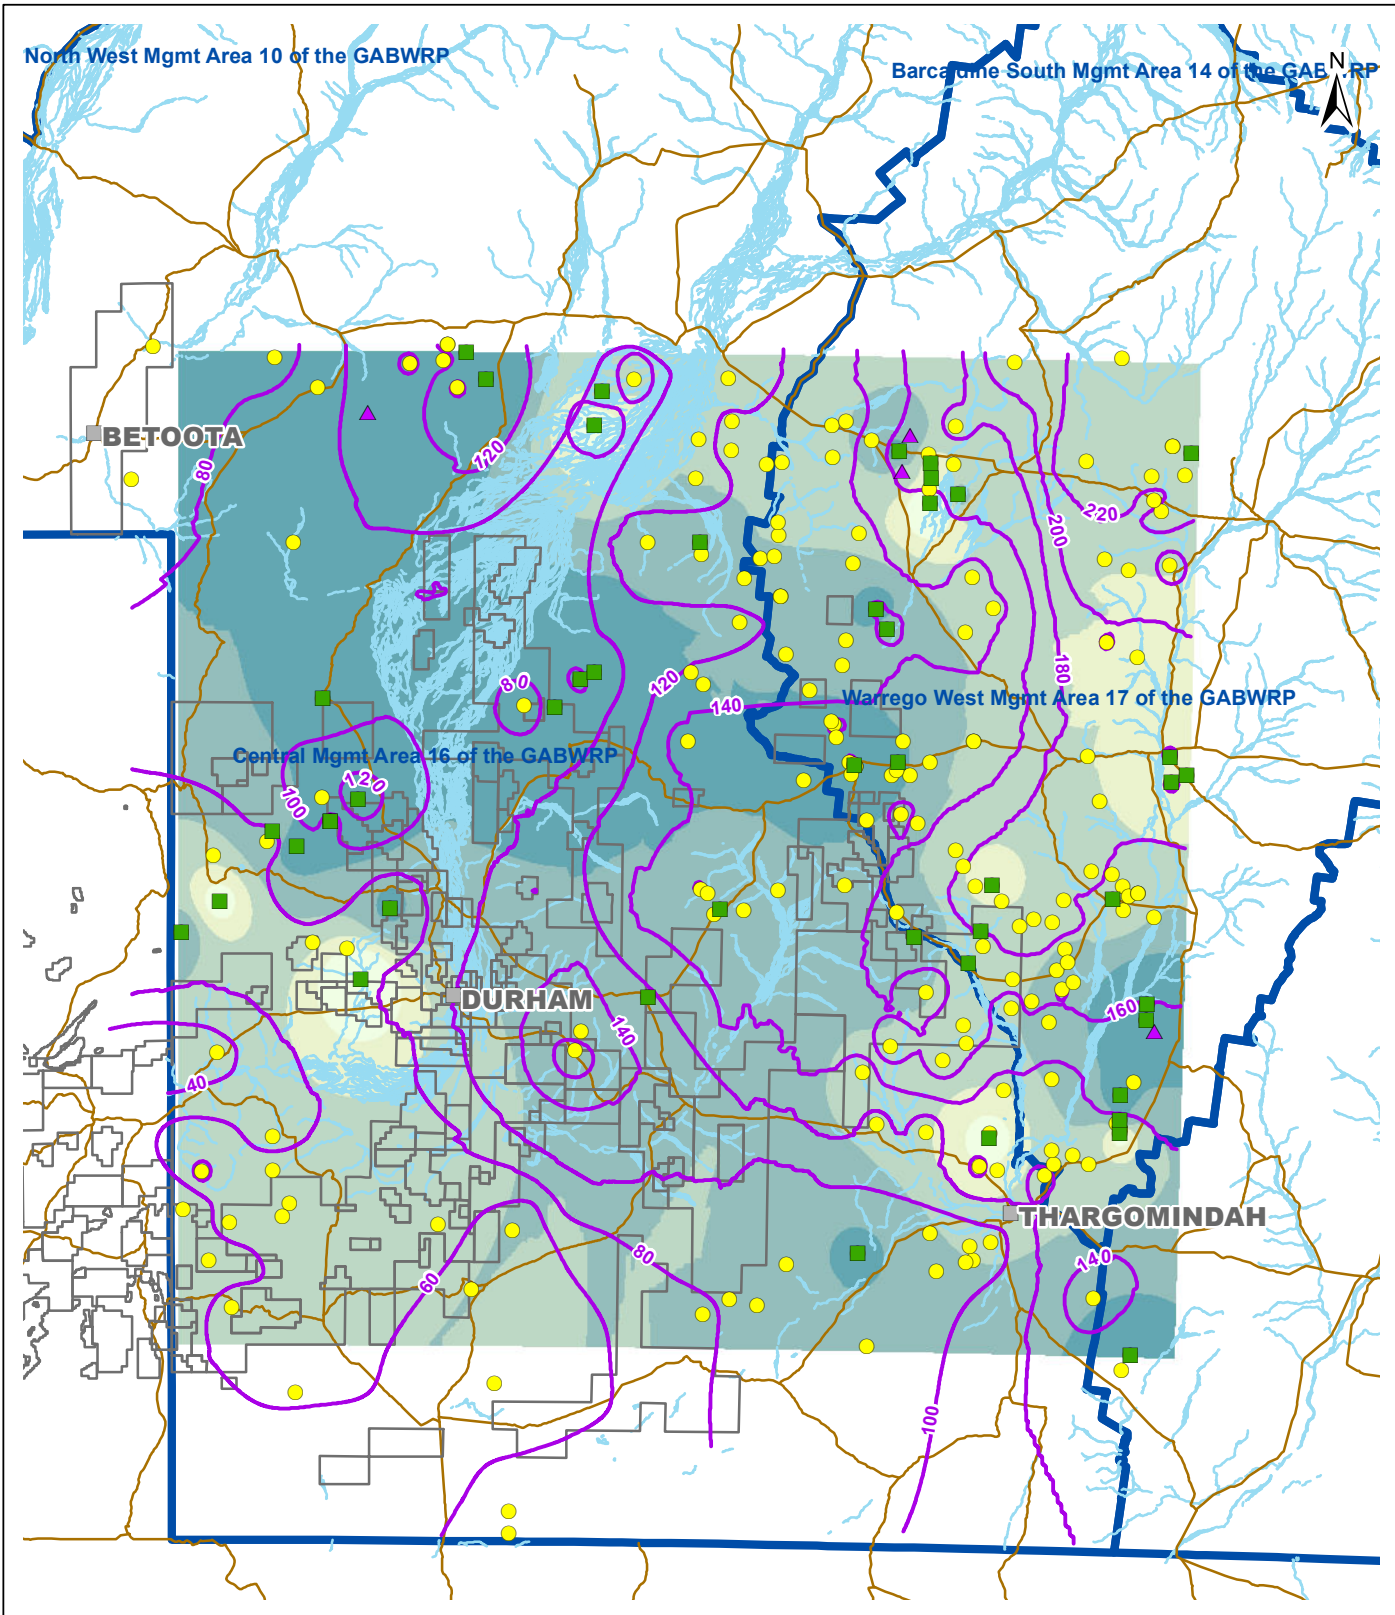 N
North West Mgmt Area 10 of the GABWRP
Barcaldine South Mgmt Area 14 of the GABWRP
BETOOTA
80
120
220
200
180
80
120
140
Warrego West Mgmt Area 17 of the GABWRP
Central Mgmt Area 16 of the GABWRP
120
100
DURHAM
160
140
40
THARGOMINDAH
80
60
140
100